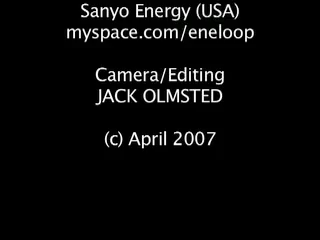 Sanyo Energy (USA)
myspace.com/eneloop
Camera/Editing
JACK OLMSTED
(c) April 2007